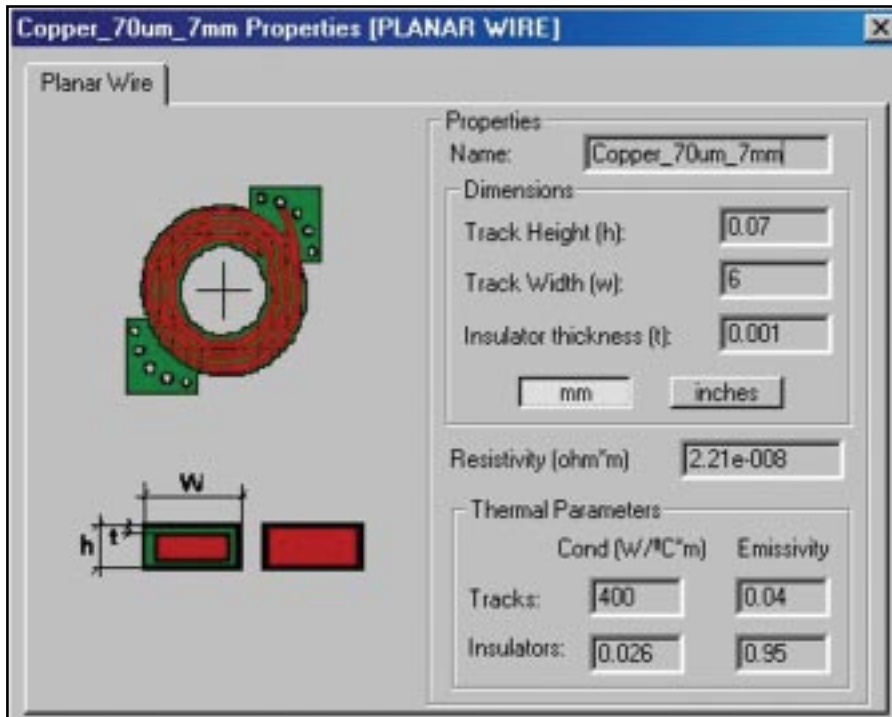 Copper_70um_7mm Properties [PLANAR WIRE]
Planar Wire
Properties
Name: Copper_70um_7mm
Dimensions
Track Height (h): 0.07
Track Width (w): 6
Insulator thickness (t): 0.001
mm inches
Resistivity (ohm*m) 2.21e-008
Thermal Parameters
Cond (W/ªC*m) Emissivity
Tracks: 400 0.04
Insulators: 0.026 0.95
W
h t